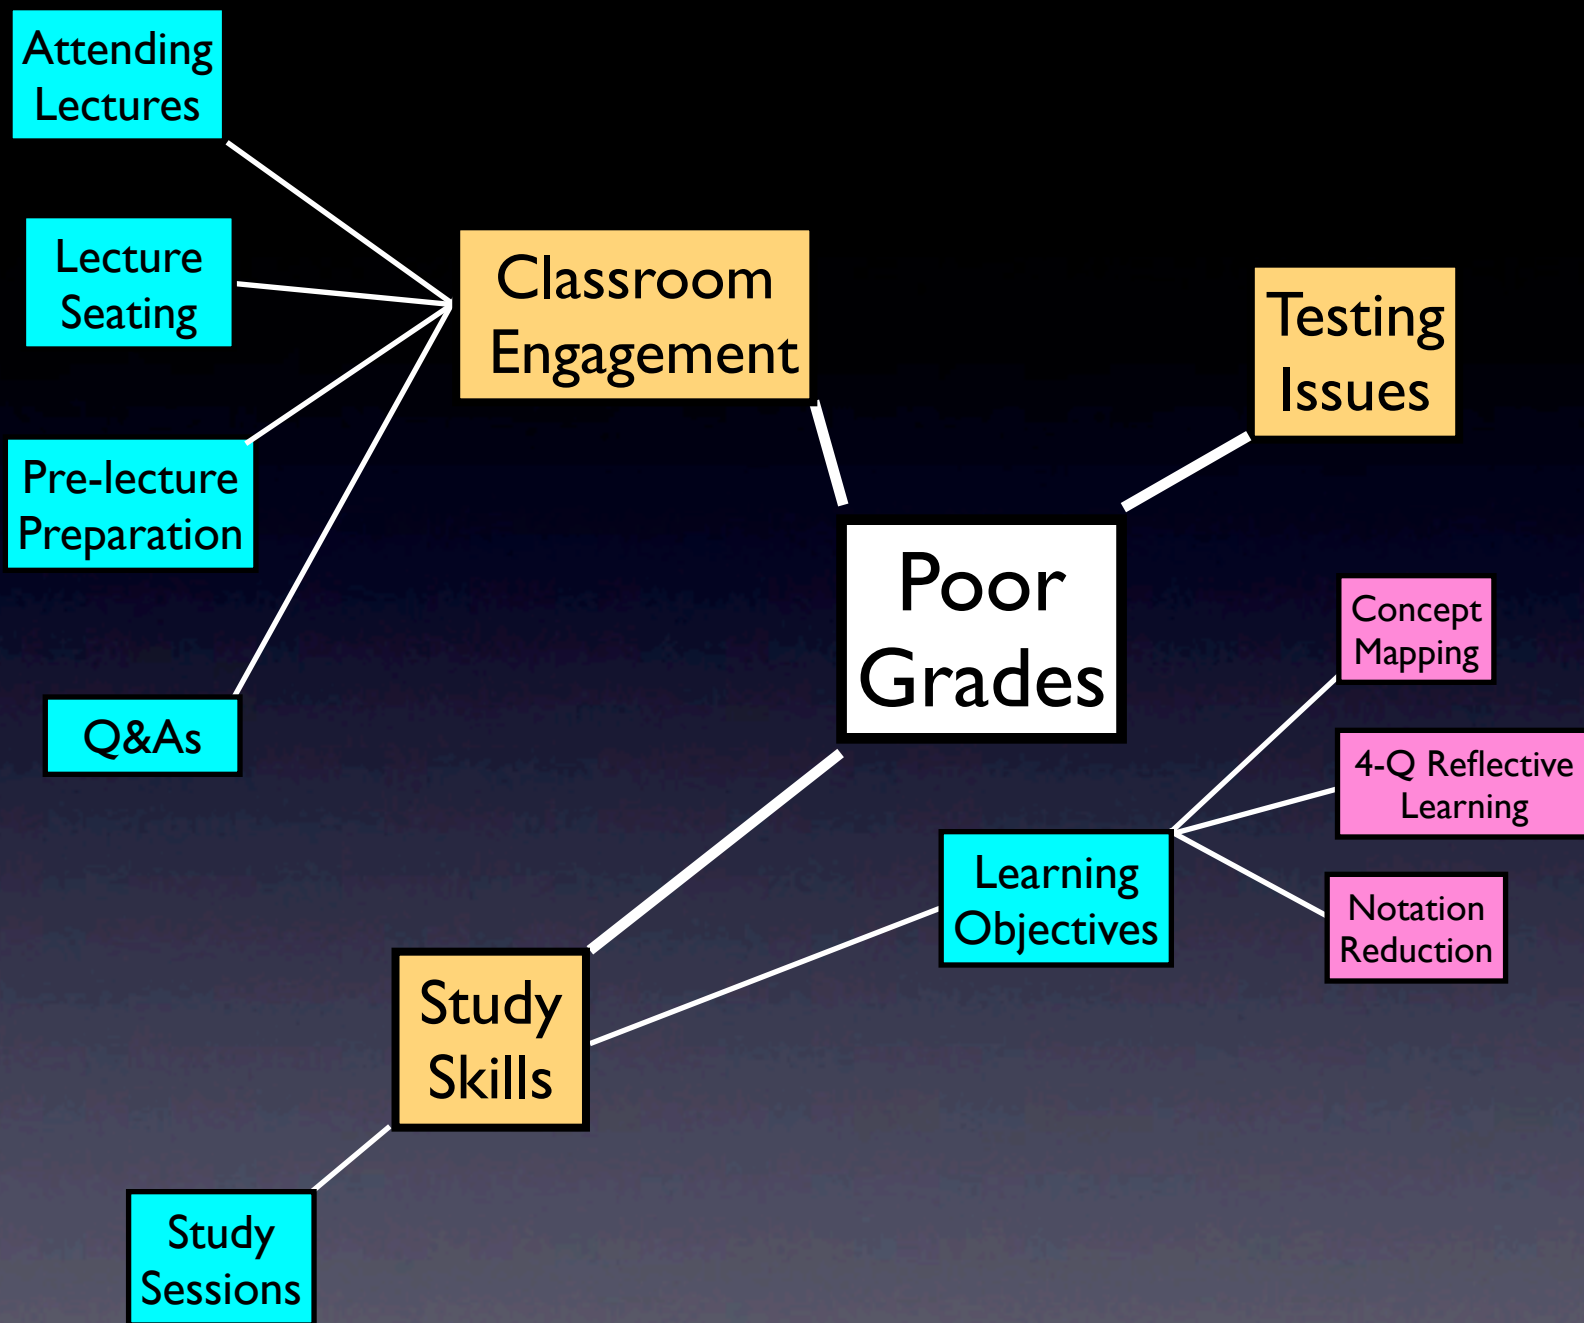 Attending
Lectures
Lecture
Seating
Pre-lecture
Preparation
Q&As
Classroom
Engagement
Testing
Issues
Poor
Grades
Concept
Mapping
4-Q Reflective
Learning
Notation
Reduction
Learning
Objectives
Study
Skills
Study
Sessions